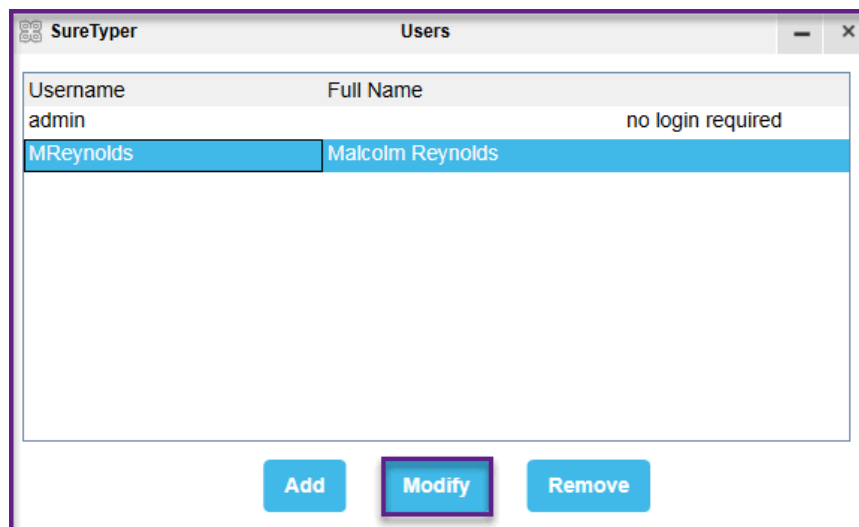 SureTyper Users
Username Full Name
admin no login required
MReynolds Malcolm Reynolds
Add Modify Remove